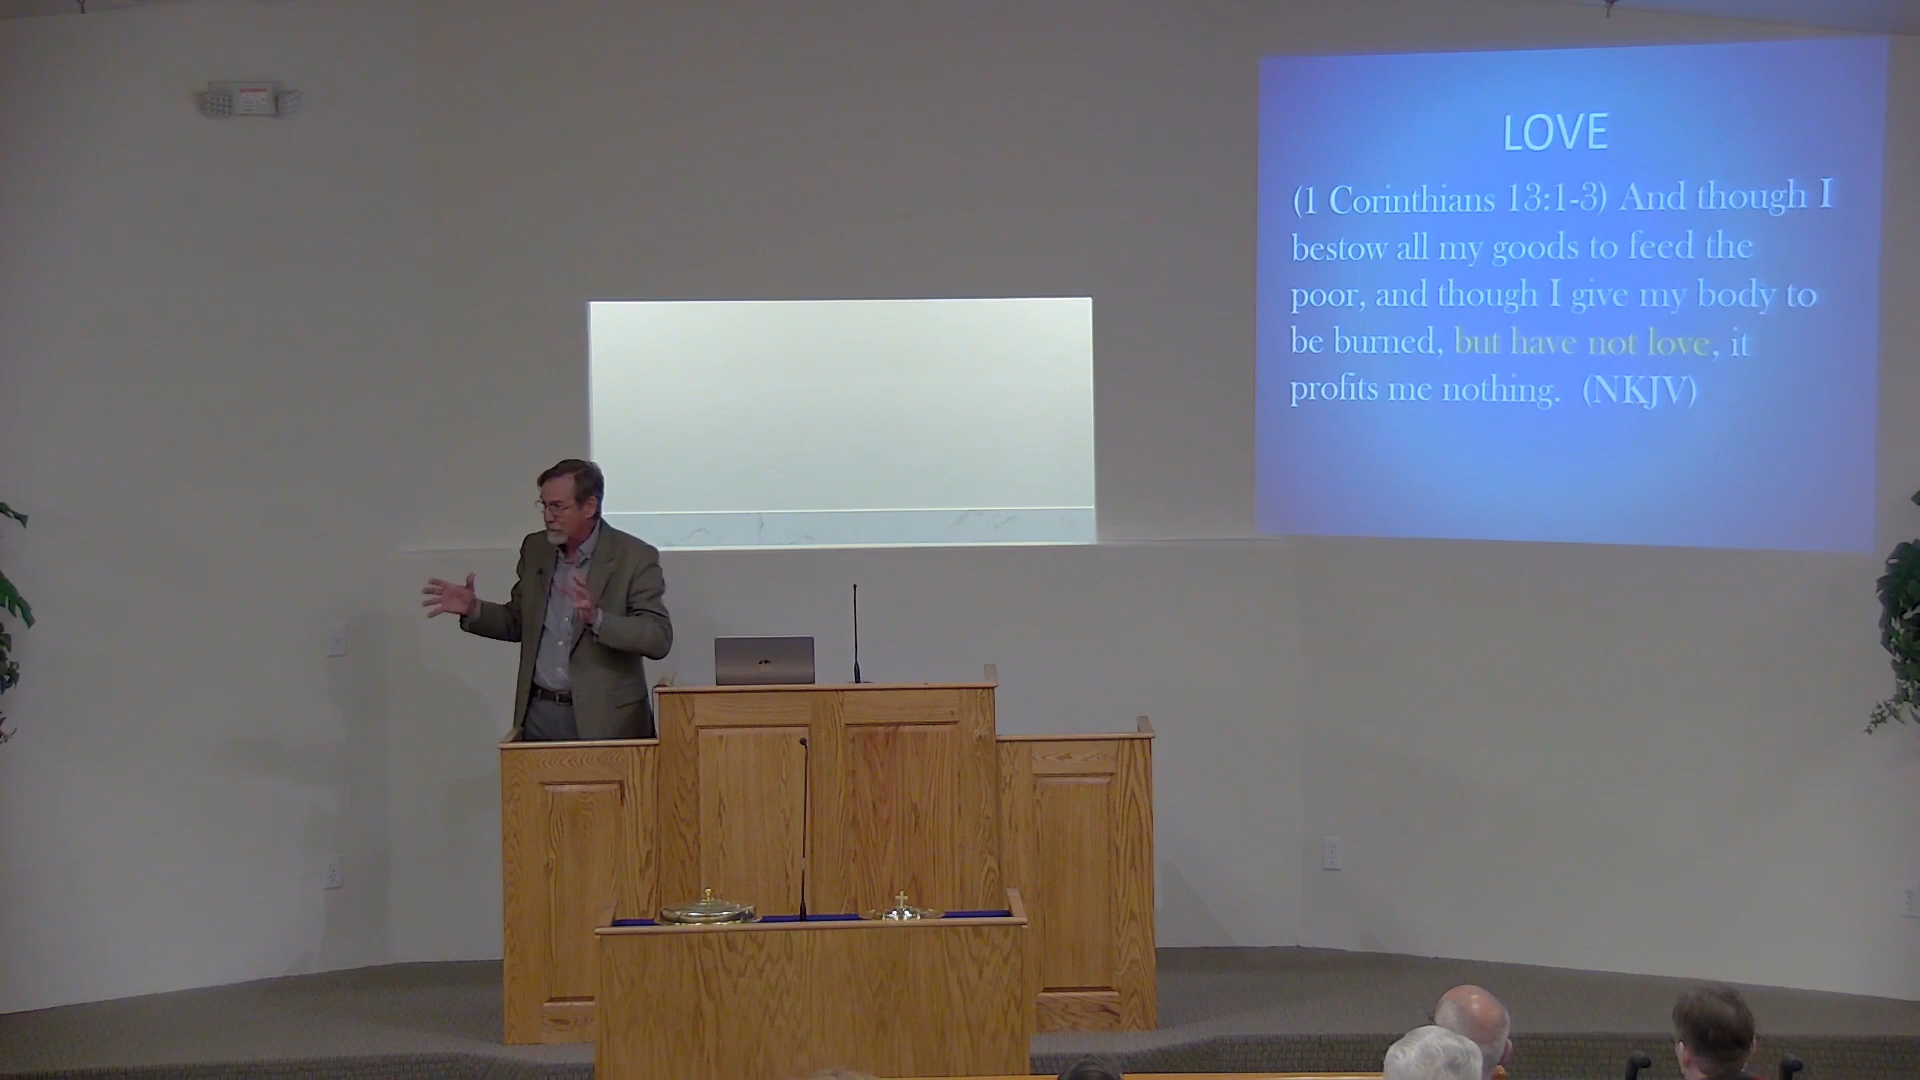 LOVE
(1 Corinthians 13:1-3) And though I
bestow all my goods to feed the
poor, and though I give my body to
be burned, but have not love, it
profits me nothing. (NKJV)